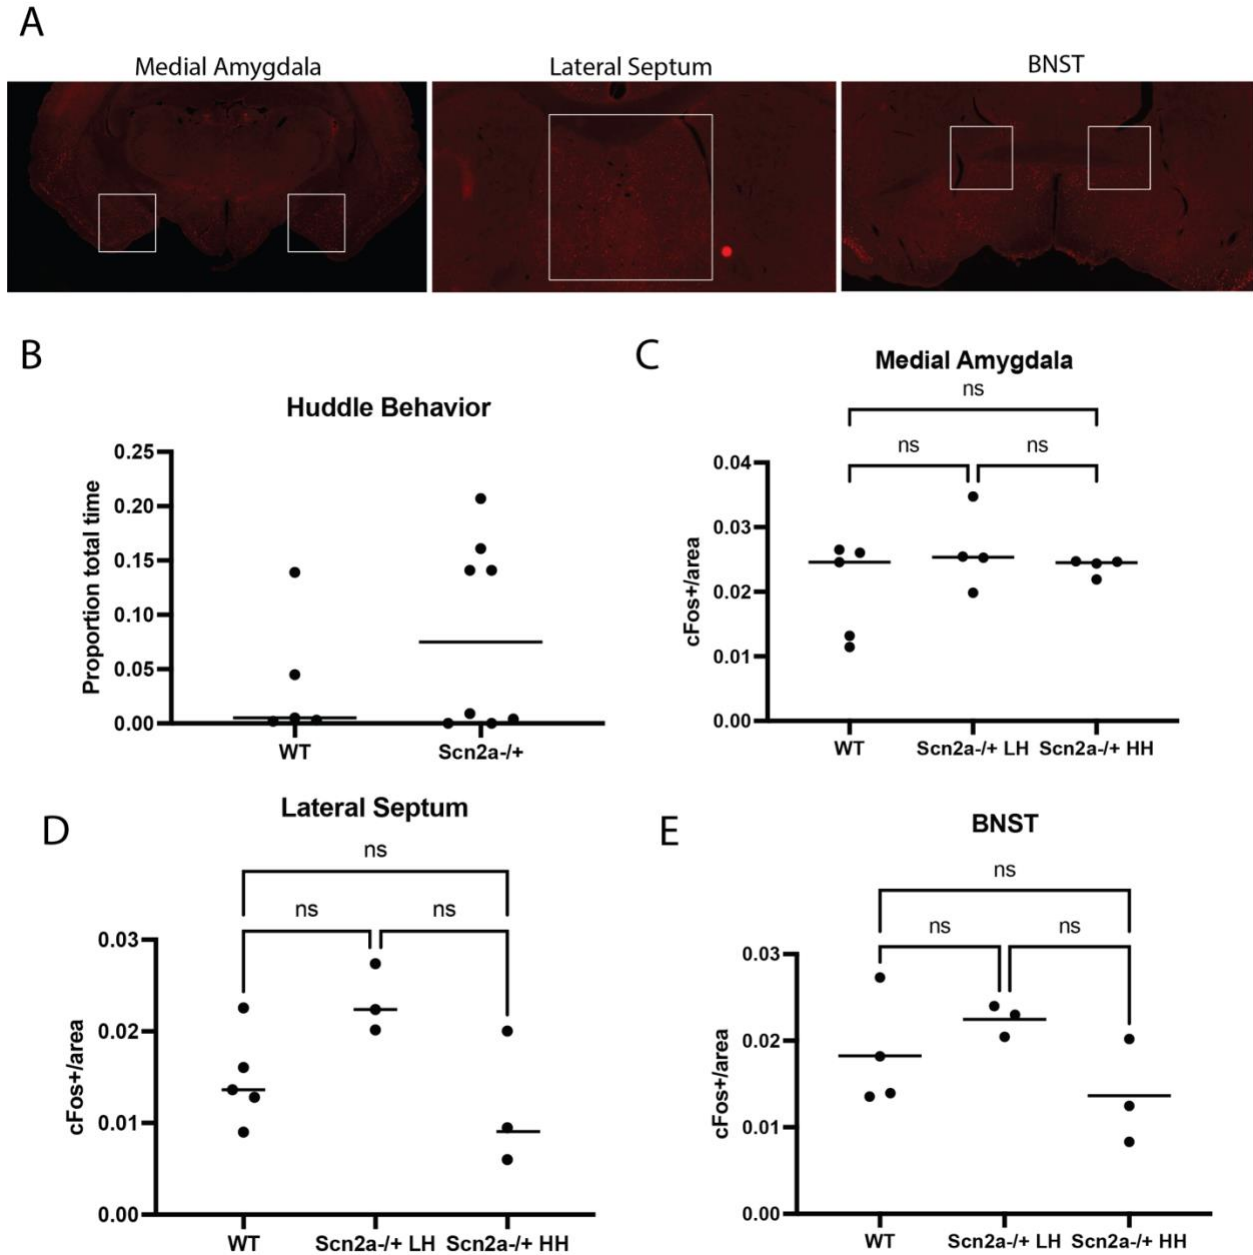 A
Medial Amygdala
Lateral Septum
BNST
B
Huddle Behavior
Proportion total time
0.25
0.20
0.15
0.10
0.05
0.00
WT
Scn2a-/+
C
Medial Amygdala
ns
ns
ns
cFos+/area
0.04
0.03
0.02
0.01
0.00
WT
Scn2a-/+ LH
Scn2a-/+ HH
D
Lateral Septum
ns
ns
ns
cFos+/area
0.03
0.02
0.01
0.00
WT
Scn2a-/+ LH
Scn2a-/+ HH
E
BNST
ns
ns
ns
cFos+/area
0.03
0.02
0.01
0.00
WT
Scn2a-/+ LH
Scn2a-/+ HH